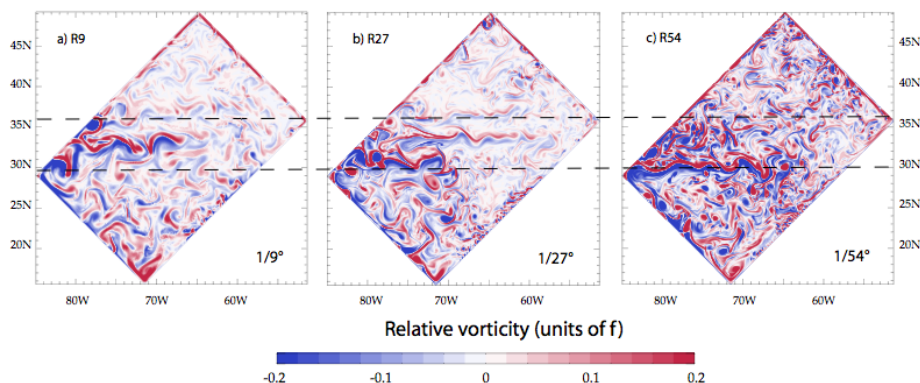 a) R9
b) R27
c) R54
45N
40N
35N
30N
25N
20N
45N
40N
35N
30N
25N
20N
1/9°
1/27°
1/54°
80W 70W 60W
80W 70W 60W
80W 70W 60W
Relative vorticity (units of f)
-0.2 -0.1 0 0.1 0.2